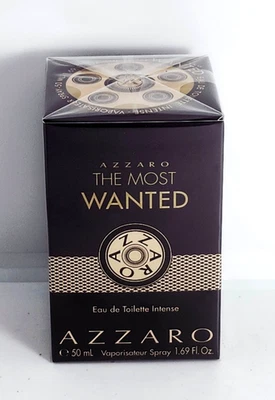 AZZARO
THE MOST
WANTED
AZZARO
Eau de Toilette Intense
AZZARO
℮ 50 mL Vaporisateur Spray 1.69 Fl. Oz.